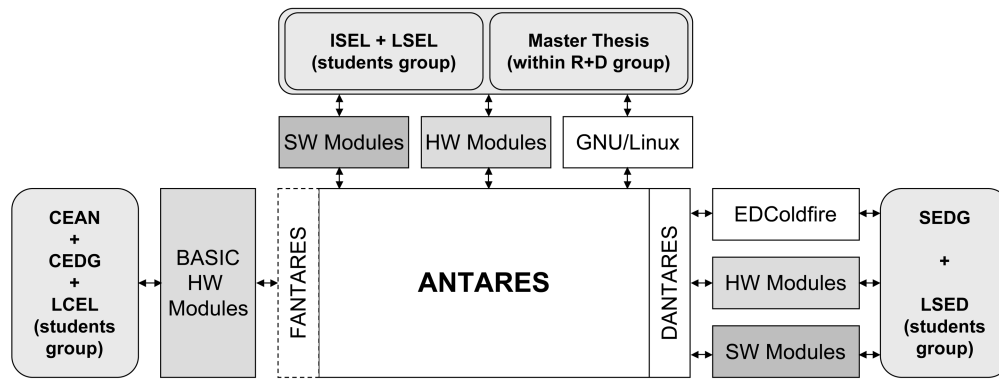 ISEL + LSEL
(students group)
Master Thesis
(within R+D group)
SW Modules
HW Modules
GNU/Linux
CEAN
+
CEDG
+
LCEL
(students
group)
BASIC
HW
Modules
FANTARES
ANTARES
DANTARES
EDColdfire
HW Modules
SW Modules
SEDG
+
LSED
(students
group)